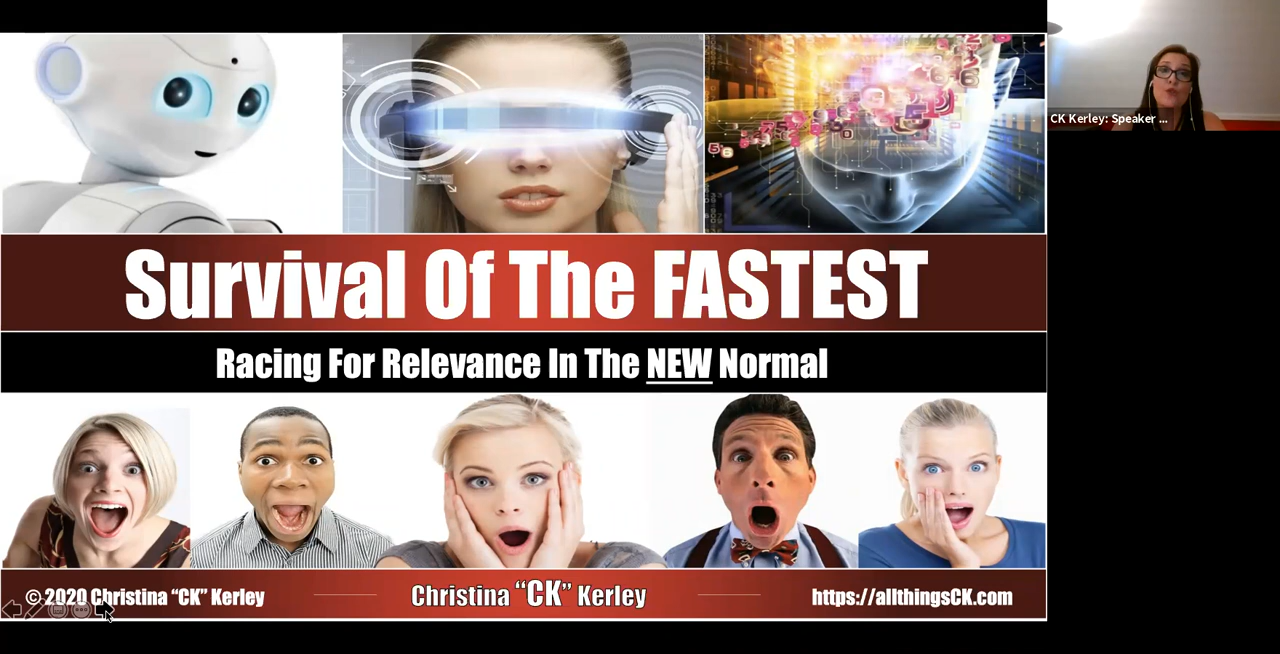 CK Kerley: Speaker ...
Survival Of The FASTEST
Racing For Relevance In The NEW Normal
© 2020 Christina “CK” Kerley
Christina “CK” Kerley
https://allthingsCK.com